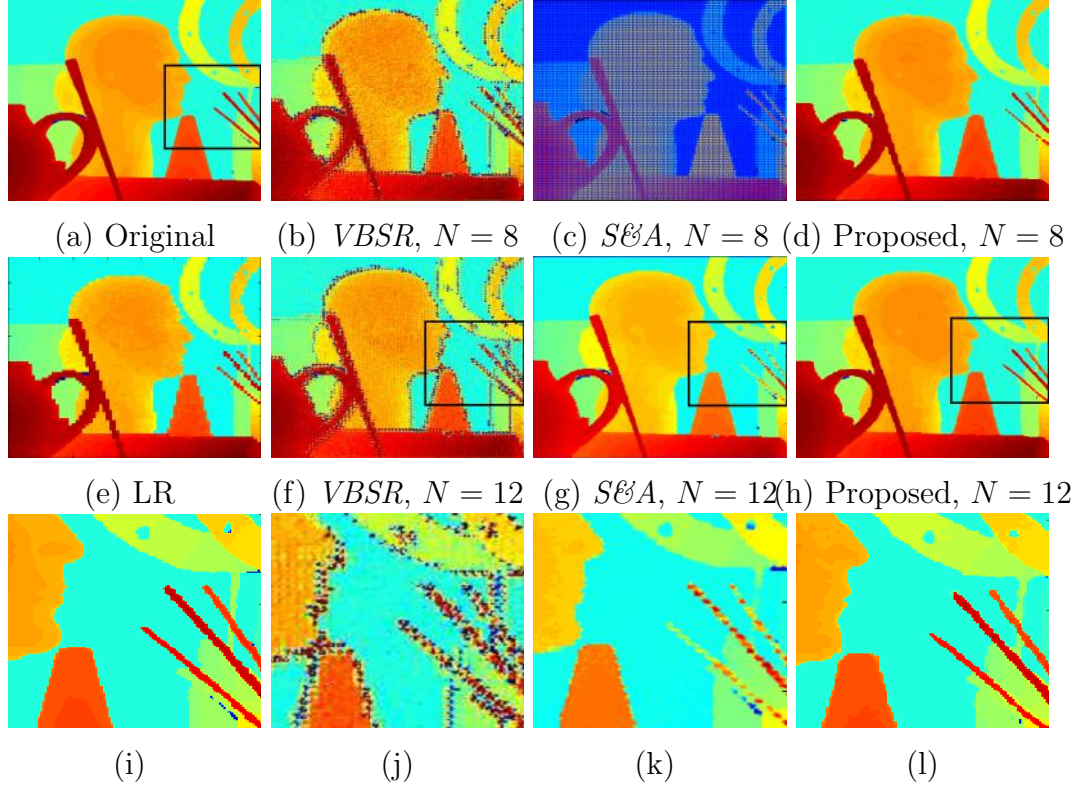 (a) Original (b) VBSR, N = 8 (c) S&A, N = 8 (d) Proposed, N = 8
(e) LR (f) VBSR, N = 12 (g) S&A, N = 12(h) Proposed, N = 12
(i) (j) (k) (l)